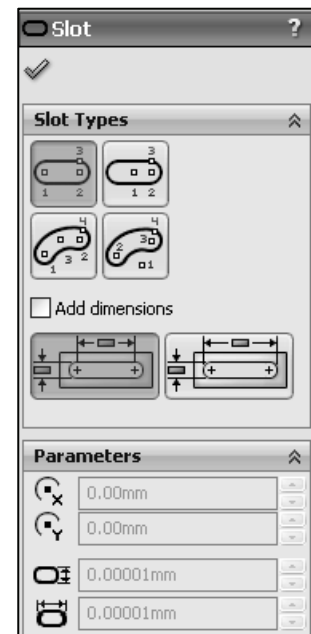 Slot ?
Slot Types
3
1 2
3
1 2
4
1 3 2
4
2 3
1
Add dimensions
Parameters
X 0.00mm
Y 0.00mm
0.00001mm
0.00001mm